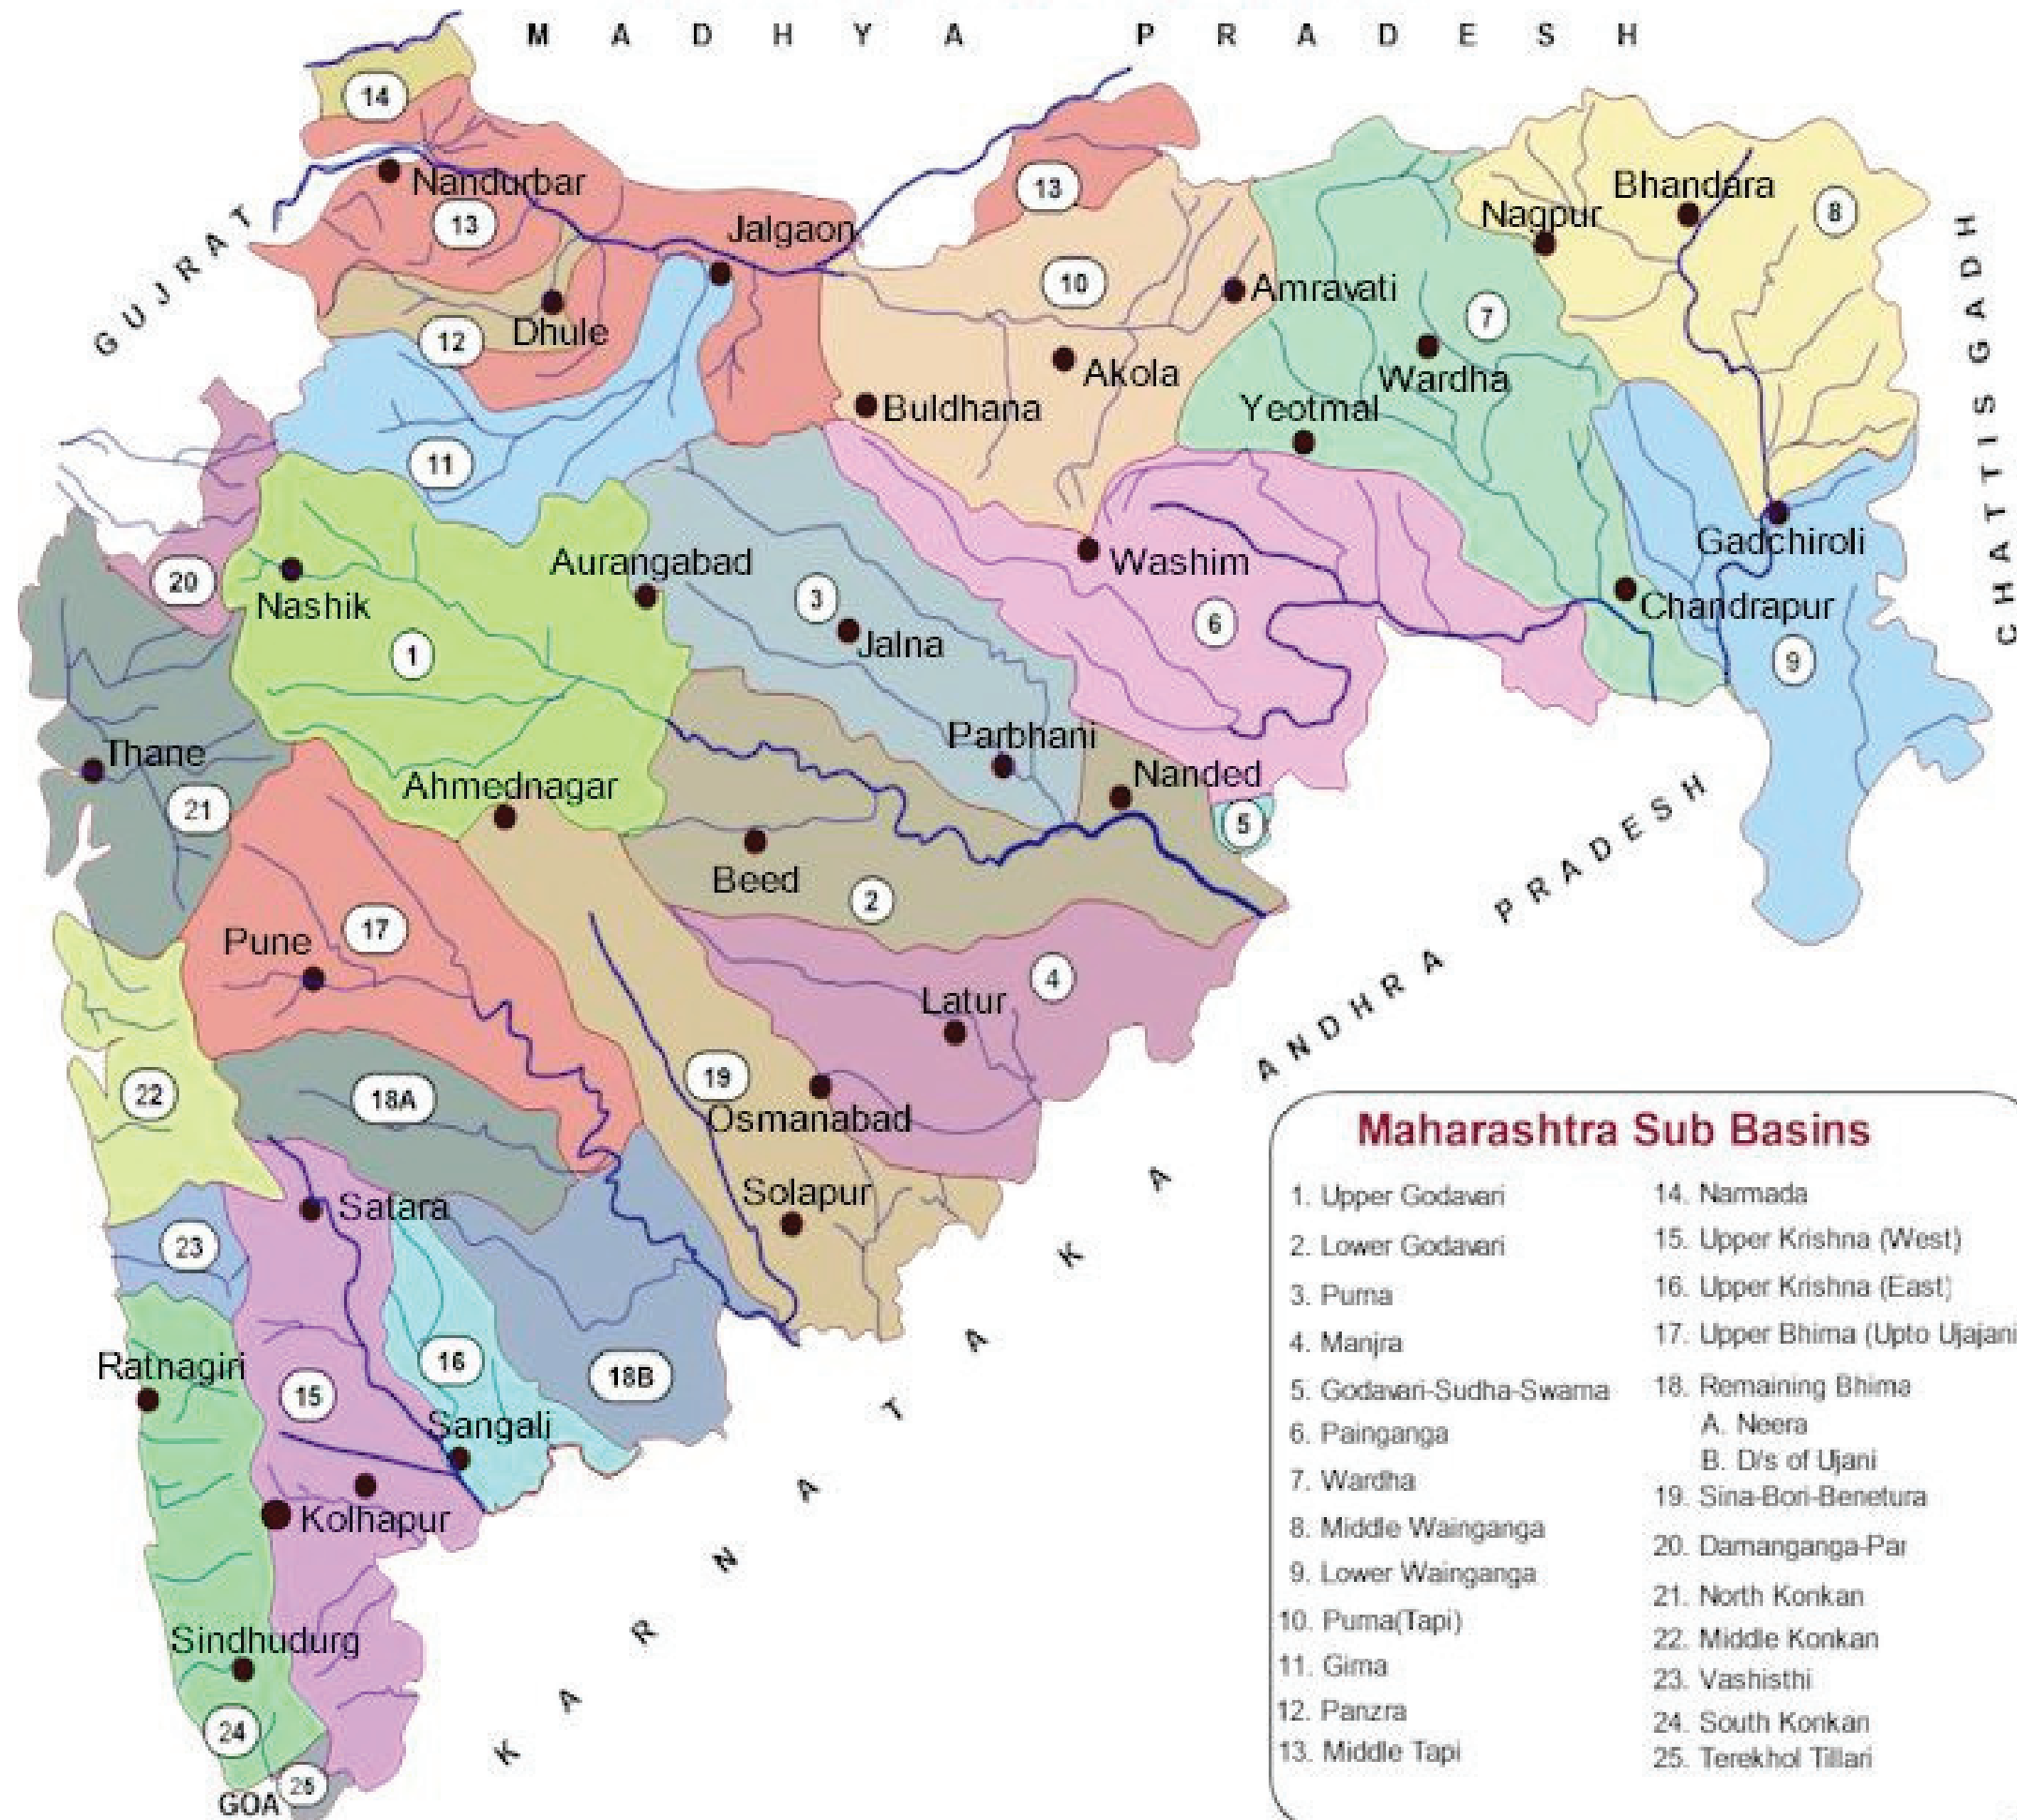 M A D H Y A P R A D E S H
14
Nandurbar
13
Jalgaon
13
Bhandara
Nagpur
8
GUJRAT
CHATTISGADH
Dhule
12
10
Amravati
7
Akola
Wardha
Buldhana
Yeotmal
11
Gadchiroli
Aurangabad
Washim
20
Nashik
3
Jalna
6
Chandrapur
1
9
Thane
Parbhani
Nanded
Ahmednagar
21
5
Beed
2
ANDHRA PRADESH
Pune
17
4
Latur
22
18A
19
Osmanabad
Satara
Solapur
23
KARNATAKA
Ratnagiri
15
16
18B
Sangali
Kolhapur
Sindhudurg
24
25
GOA
Maharashtra Sub Basins
1. Upper Godavari
2. Lower Godavari
3. Purna
4. Manjra
5. Godavari-Sudha-Swarna
6. Painganga
7. Wardha
8. Middle Wainganga
9. Lower Wainganga
10. Purna(Tapi)
11. Girna
12. Panzra
13. Middle Tapi
14. Narmada
15. Upper Krishna (West)
16. Upper Krishna (East)
17. Upper Bhima (Upto Ujajani
18. Remaining Bhima
A. Neera
B. D/s of Ujani
19. Sina-Bori-Benetura
20. Damanganga-Par
21. North Konkan
22. Middle Konkan
23. Vashisthi
24. South Konkan
25. Terekhol Tillari